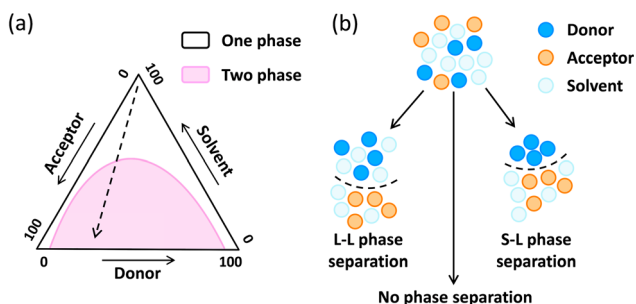 (a)
One phase
Two phase
0
100
Acceptor
Solvent
100
0
0
100
Donor
(b)
Donor
Acceptor
Solvent
L-L phase
separation
S-L phase
separation
No phase separation